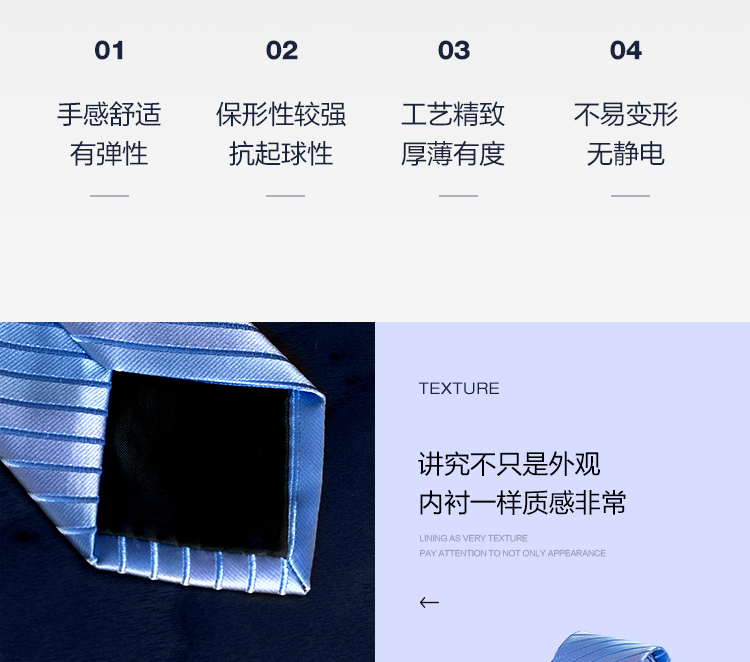 01
02
03
04
手感舒适
有弹性
保形性较强
抗起球性
工艺精致
厚薄有度
不易变形
无静电
TEXTURE
讲究不只是外观
内衬一样质感非常
LINING AS VERY TEXTURE
PAY ATTENTION TO NOT ONLY APPEARANCE